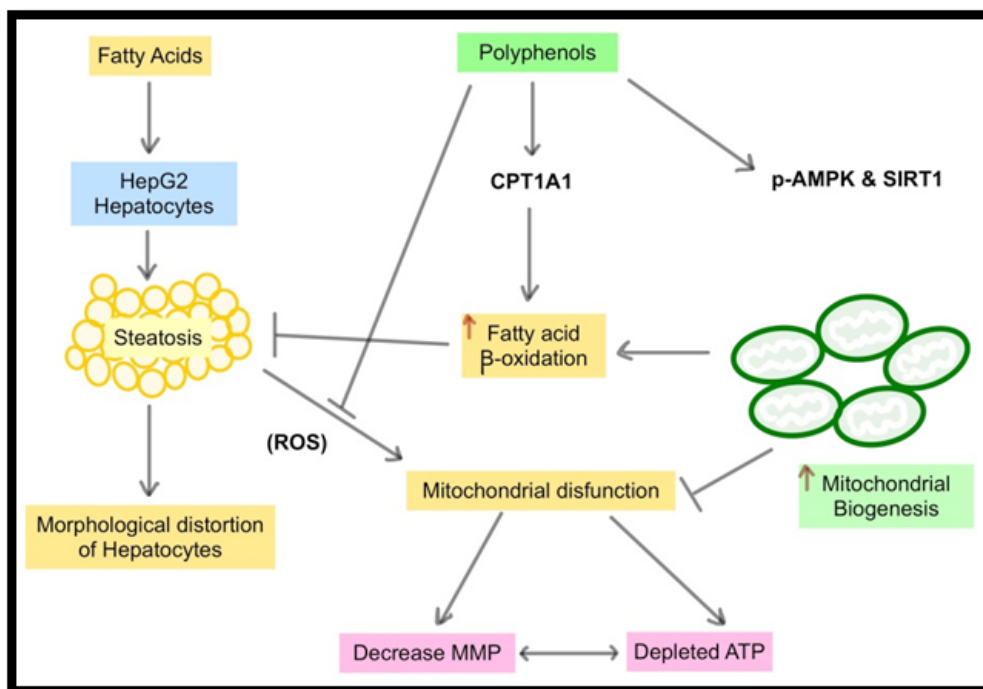 Fatty Acids
Polyphenols
HepG2
Hepatocytes
CPT1A1
p-AMPK & SIRT1
Steatosis
Fatty acid
β-oxidation
(ROS)
Mitochondrial disfunction
Mitochondrial
Biogenesis
Morphological distortion
of Hepatocytes
Decrease MMP
Depleted ATP